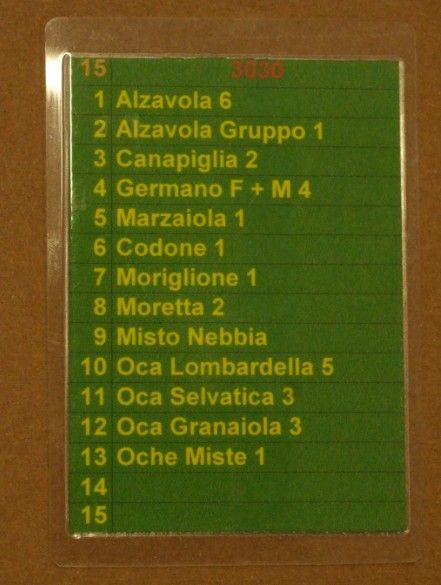 15 3030
1 Alzavola 6
2 Alzavola Gruppo 1
3 Canapiglia 2
4 Germano F + M 4
5 Marzaiola 1
6 Codone 1
7 Moriglione 1
8 Moretta 2
9 Misto Nebbia
10 Oca Lombardella 5
11 Oca Selvatica 3
12 Oca Granaiola 3
13 Oche Miste 1
14
15